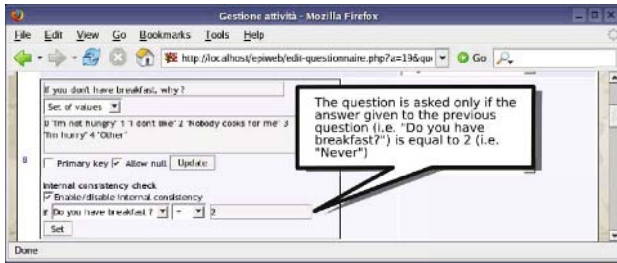 Gestione attività - Mozilla Firefox
File Edit View Go Bookmarks Tools Help
http://localhost/epiweb/edit-questionnaire.php?a=19&qu Go
If you don't have breakfast, why ?
Set of values
0 "I'm not hungry" 1 "I don't like" 2 "Nobody cooks for me" 3
"I'm hurry" 4 "Other"
8
Primary key Allow null Update
Internal consistency check
Enable/disable internal consistency
If Do you have breakfast ? = 2
Set
The question is asked only if the
answer given to the previous
question (i.e. "Do you have
breakfast?") is equal to 2 (i.e.
"Never")
Done